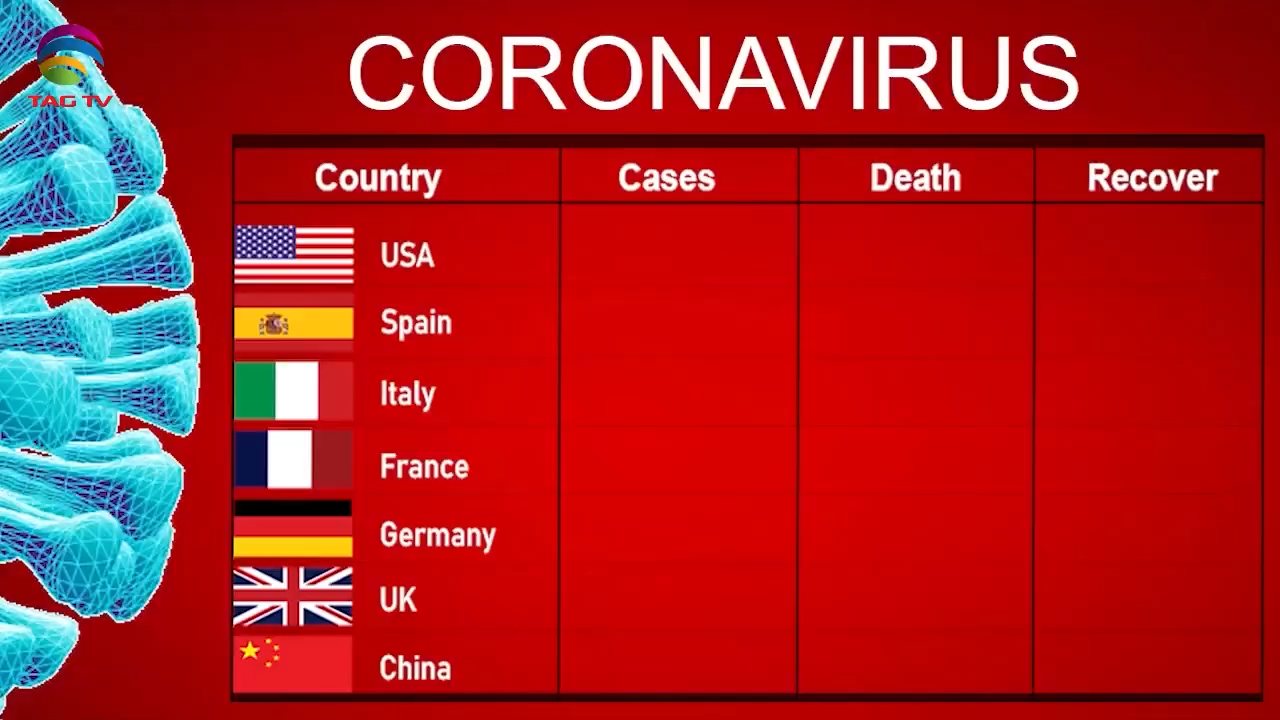 TAG TV
CORONAVIRUS
Country Cases Death Recover
USA
Spain
Italy
France
Germany
UK
China